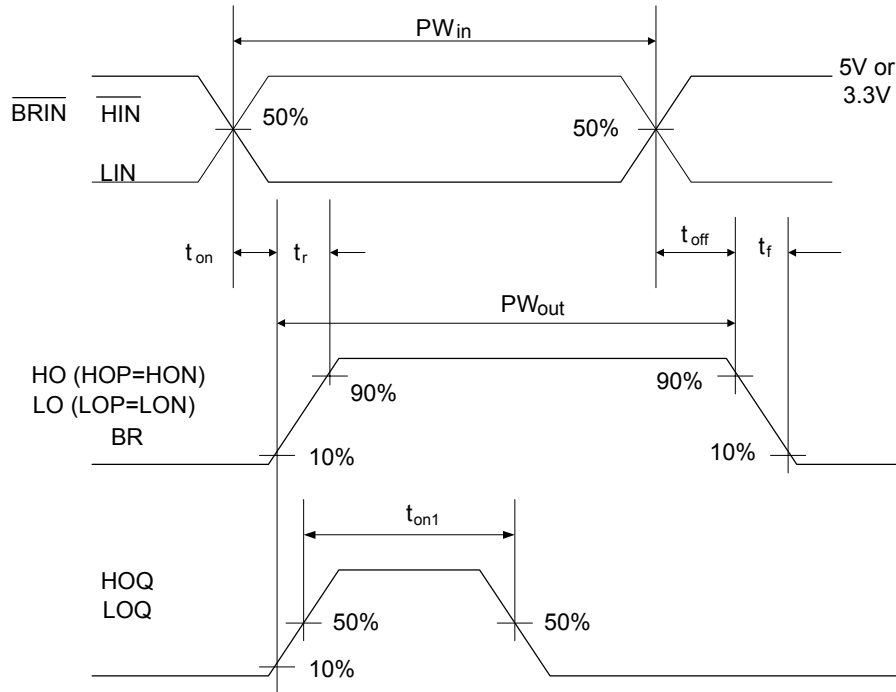 PWin
5V or
3.3V
BRIN HIN
50% 50%
LIN
ton tr toff tf
PWout
HO (HOP=HON)
LO (LOP=LON)
BR
90% 90%
10% 10%
ton1
HOQ
LOQ
50% 50%
10%